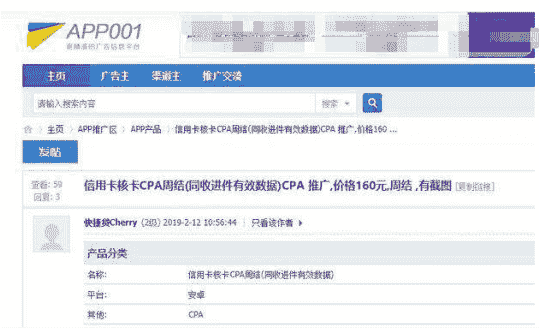 APP001
主页 广告主 渠道主 推广交流
请输入搜索内容 搜索
主页 APP推广区 APP产品 信用卡核卡CPA周结(同收进件有效数据)CPA 推广,价格160 ...
发帖
查看: 59
回复: 3
信用卡核卡CPA周结(同收进件有效数据)CPA 推广,价格160元,周结 ,有截图 [复制链接]
快捷贷Cherry (2级) 2019-2-12 10:56:44 只看该作者
产品分类
名称: 信用卡核卡CPA周结(同收进件有效数据)
平台: 安卓
其他: CPA